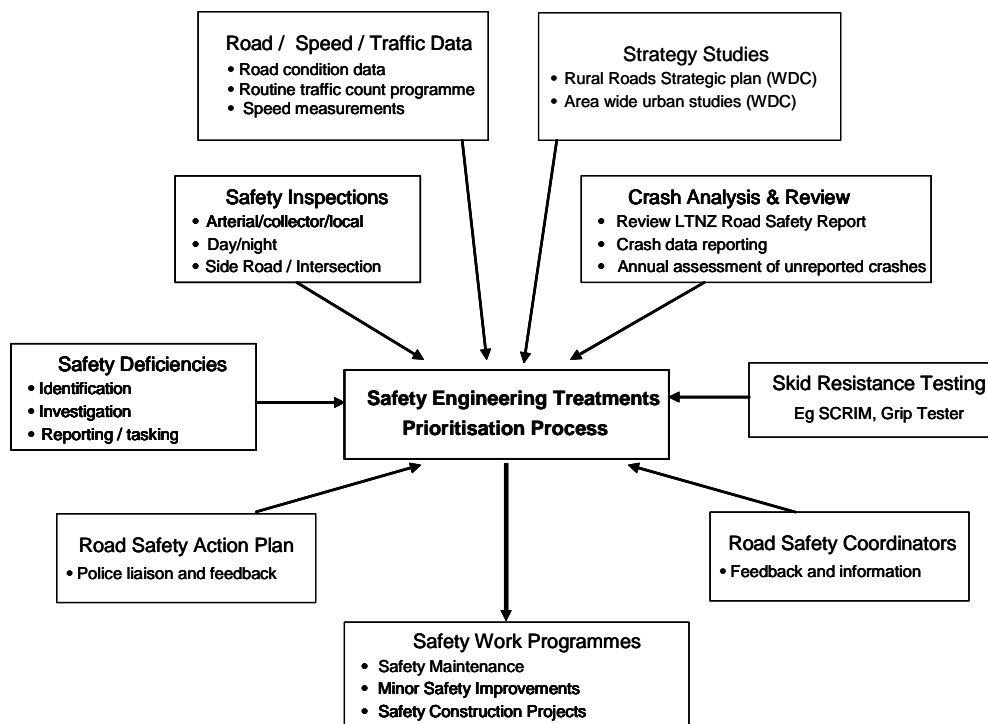 Road / Speed / Traffic Data
• Road condition data
• Routine traffic count programme
• Speed measurements
Strategy Studies
• Rural Roads Strategic plan (WDC)
• Area wide urban studies (WDC)
Safety Inspections
• Arterial/collector/local
• Day/night
• Side Road / Intersection
Crash Analysis & Review
• Review LTNZ Road Safety Report
• Crash data reporting
• Annual assessment of unreported crashes
Safety Deficiencies
• Identification
• Investigation
• Reporting / tasking
Safety Engineering Treatments
Prioritisation Process
Skid Resistance Testing
Eg SCRIM, Grip Tester
Road Safety Action Plan
• Police liaison and feedback
Road Safety Coordinators
• Feedback and information
Safety Work Programmes
• Safety Maintenance
• Minor Safety Improvements
• Safety Construction Projects